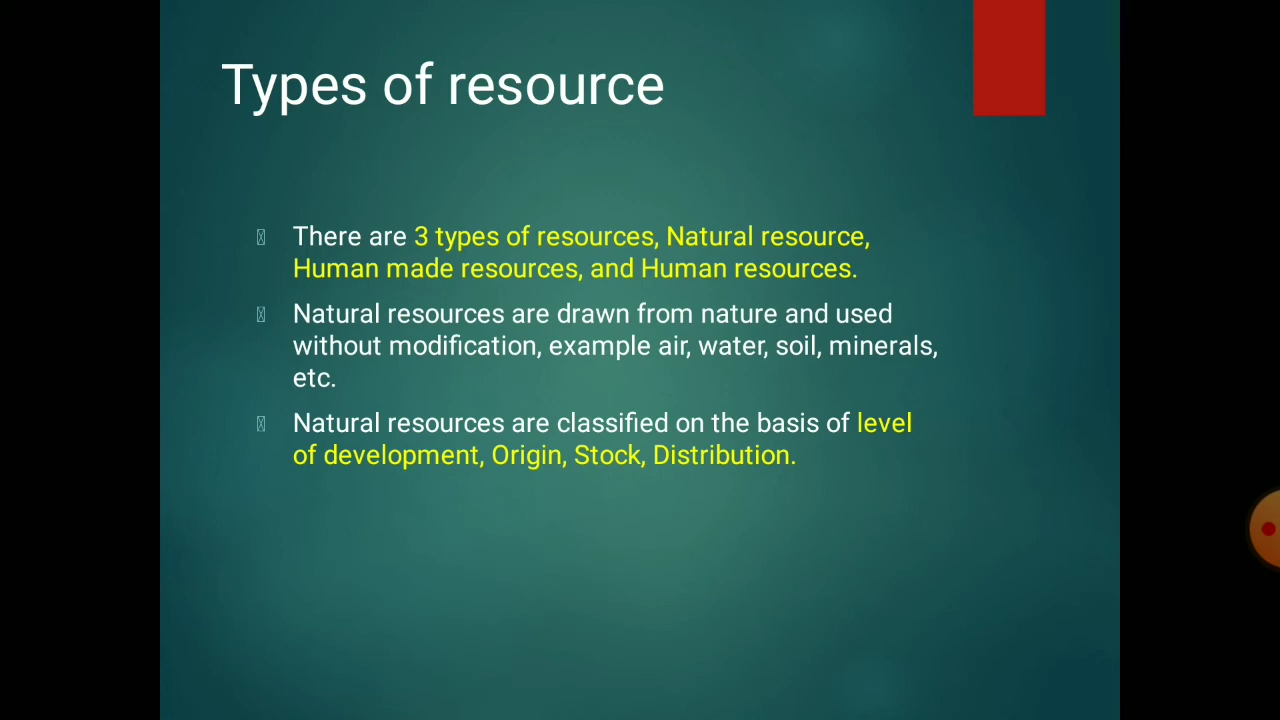 Types of resource
There are 3 types of resources, Natural resource,
Human made resources, and Human resources.
Natural resources are drawn from nature and used
without modification, example air, water, soil, minerals,
etc.
Natural resources are classified on the basis of level
of development, Origin, Stock, Distribution.